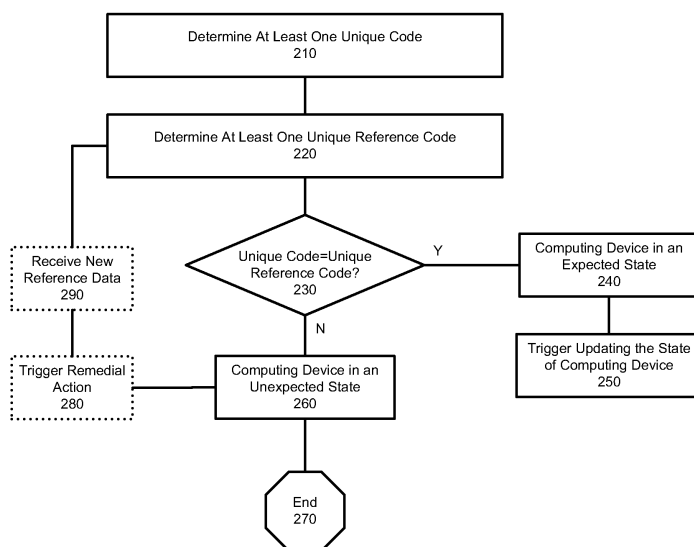 Determine At Least One Unique Code
210
Determine At Least One Unique Reference Code
220
Unique Code=Unique
Reference Code?
230
Y
N
Computing Device in an
Expected State
240
Trigger Updating the State
of Computing Device
250
Receive New
Reference Data
290
Trigger Remedial
Action
280
Computing Device in an
Unexpected State
260
End
270